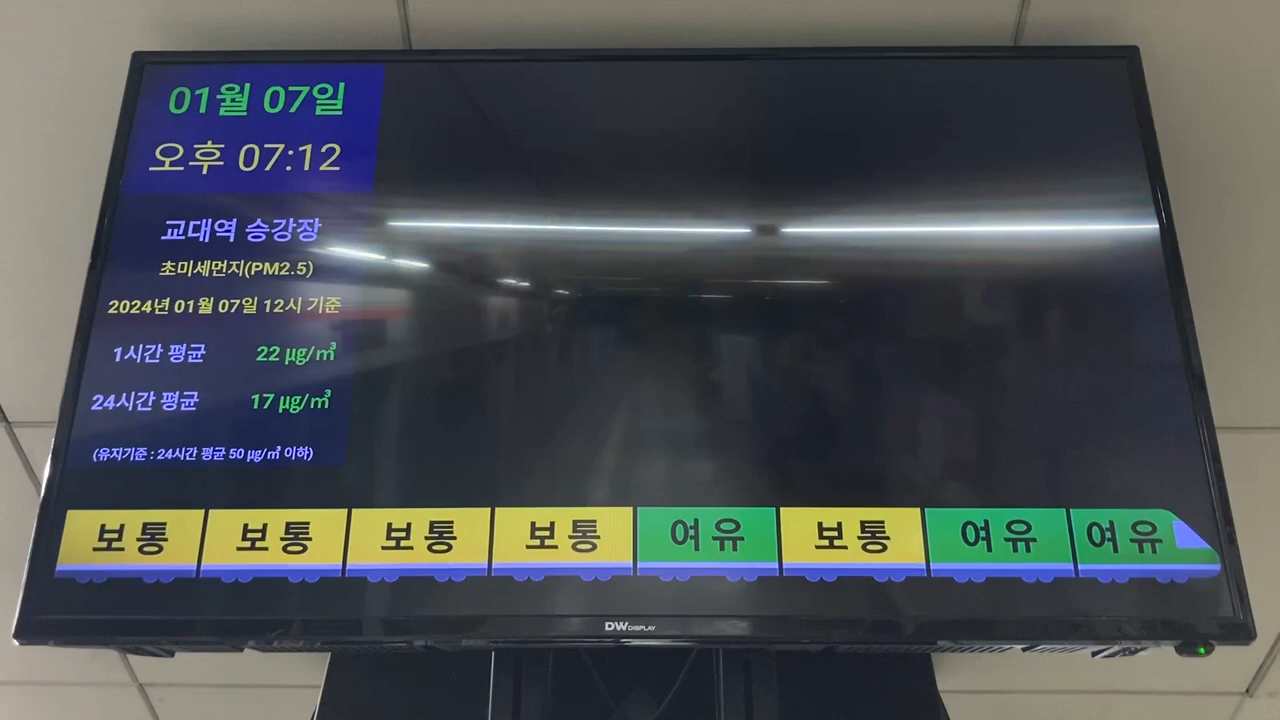 01월 07일
오후 07:12
교대역 승강장
초미세먼지(PM2.5)
2024년 01월 07일 12시 기준
1시간 평균 22 ㎍/㎥
24시간 평균 17 ㎍/㎥
(유지기준 : 24시간 평균 50 ㎍/㎥ 이하)
보통 보통 보통 보통 여유 보통 여유 여유
DW DISPLAY